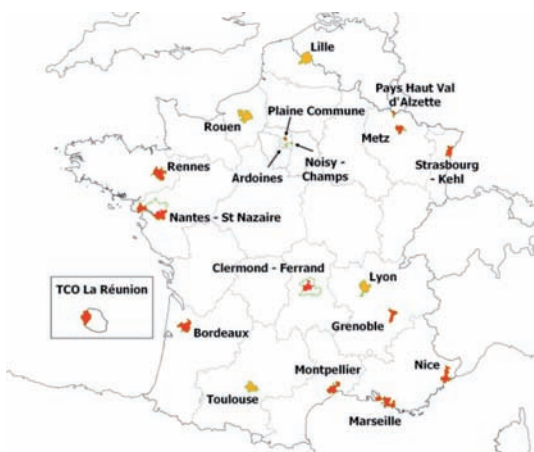 Lille
Pays Haut Val
d'Alzette
Plaine Commune
Rouen
Metz
Rennes
Ardoines
Noisy -
Champs
Strasbourg
- Kehl
Nantes - St Nazaire
Clermond - Ferrand
Lyon
TCO La Réunion
Grenoble
Bordeaux
Montpellier
Nice
Toulouse
Marseille